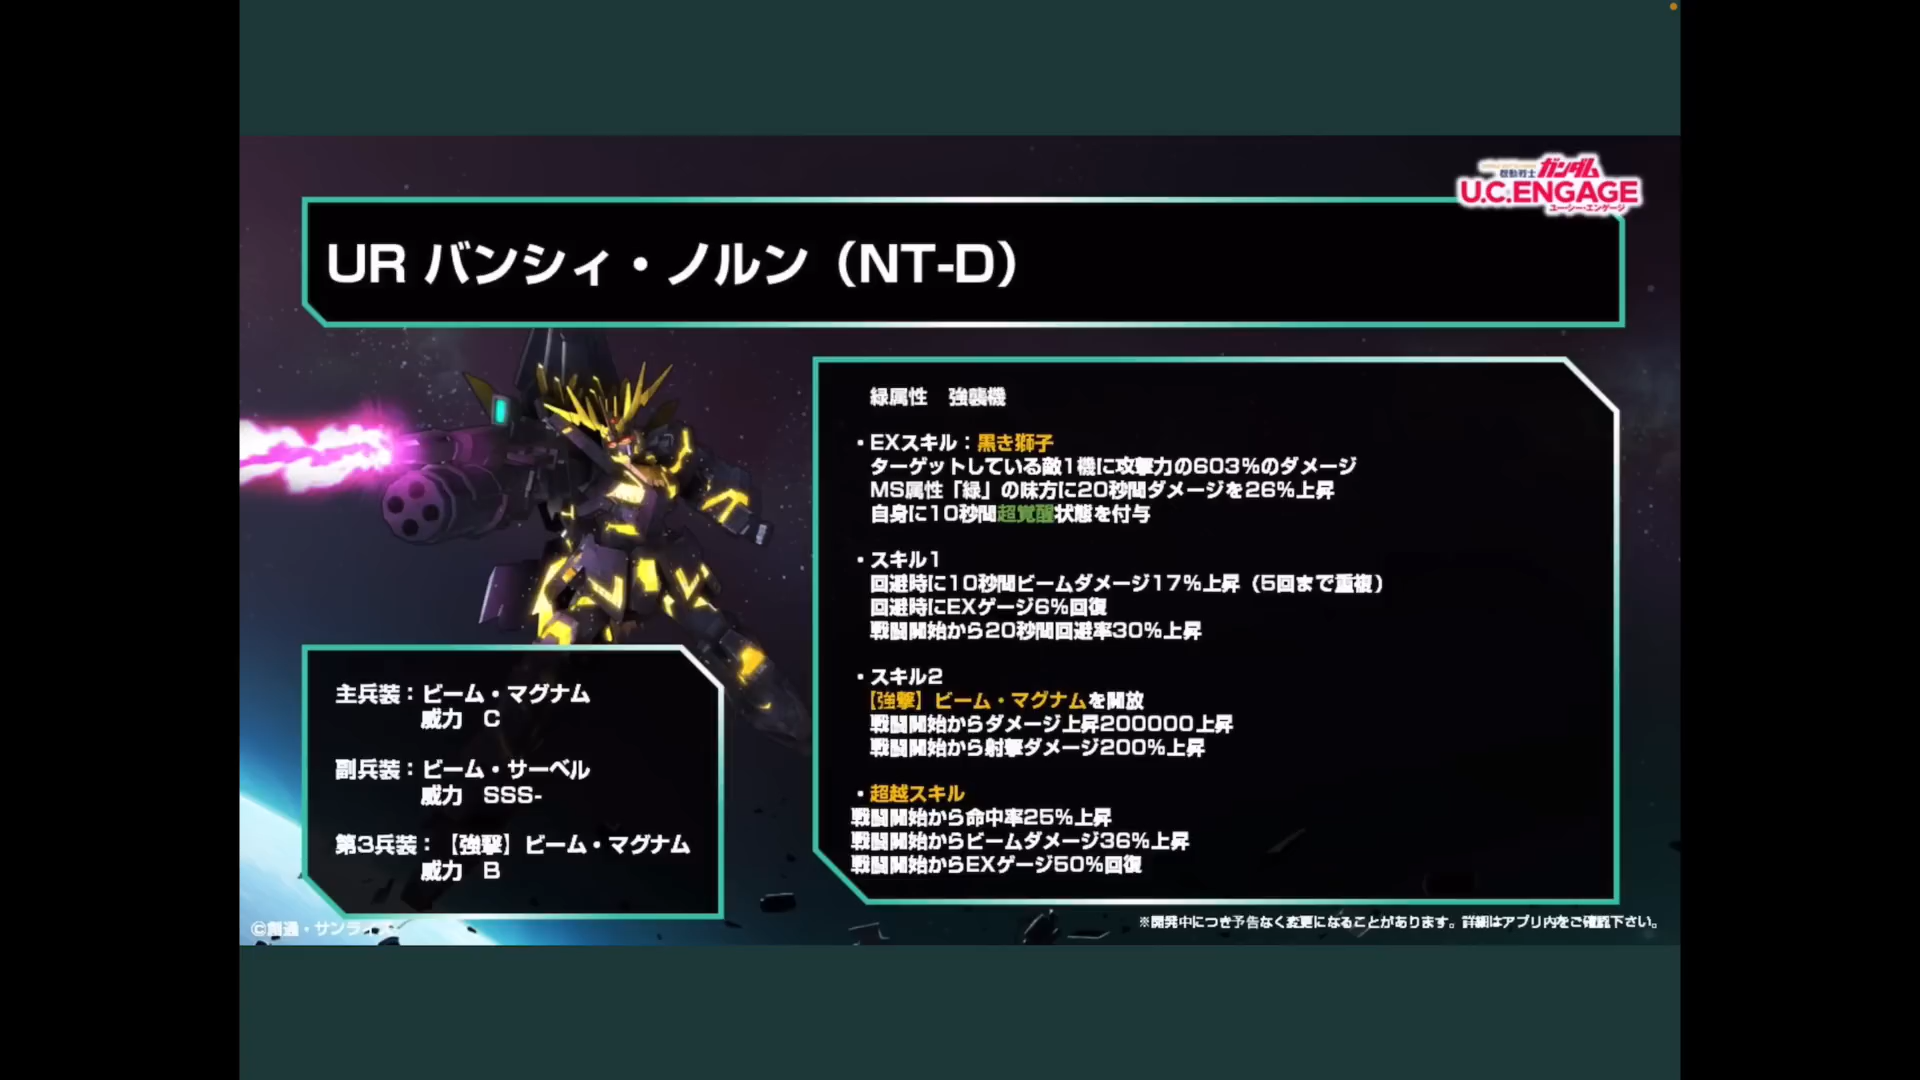 機動戦士ガンダム
U.C.ENGAGE
ユー.シー.エンゲージ
UR バンシィ・ノルン（NT-D）
緑属性　強襲機
・EXスキル：黒き獅子
ターゲットしている敵1機に攻撃力の603%のダメージ
MS属性「緑」の味方に20秒間ダメージを26%上昇
自身に10秒間超覚醒状態を付与
・スキル1
回避時に10秒間ビームダメージ17%上昇（5回まで重複）
回避時にEXゲージ6%回復
戦闘開始から20秒間回避率30%上昇
・スキル2
【強撃】ビーム・マグナムを開放
戦闘開始からダメージ上昇200000上昇
戦闘開始から射撃ダメージ200%上昇
・超越スキル
戦闘開始から命中率25%上昇
戦闘開始からビームダメージ36%上昇
戦闘開始からEXゲージ50%回復
主兵装：ビーム・マグナム
威力　C
副兵装：ビーム・サーベル
威力　SSS-
第3兵装：【強撃】ビーム・マグナム
威力　B
©創通・サンライズ
※開発中につき予告なく変更になることがあります。詳細はアプリ内をご確認下さい。